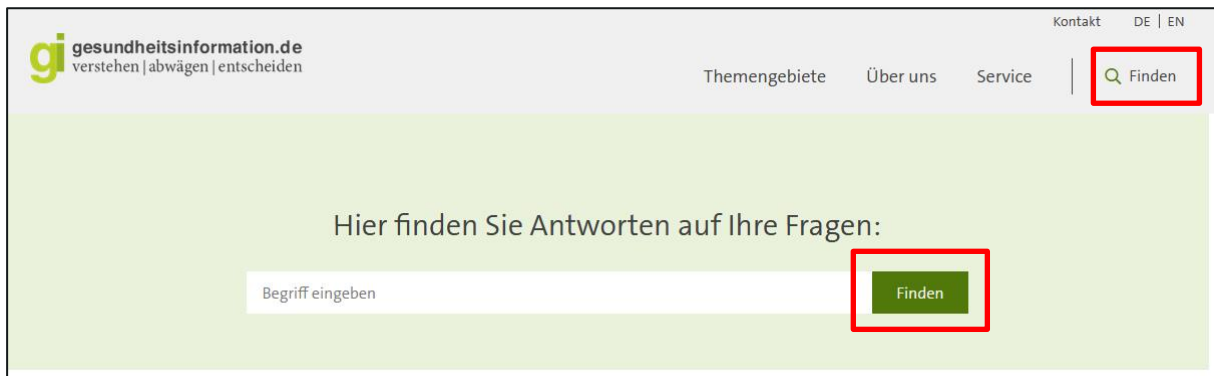 Kontakt DE | EN
gi gesundheitsinformation.de
verstehen | abwägen | entscheiden
Themengebiete Über uns Service Finden
Hier finden Sie Antworten auf Ihre Fragen:
Begriff eingeben Finden